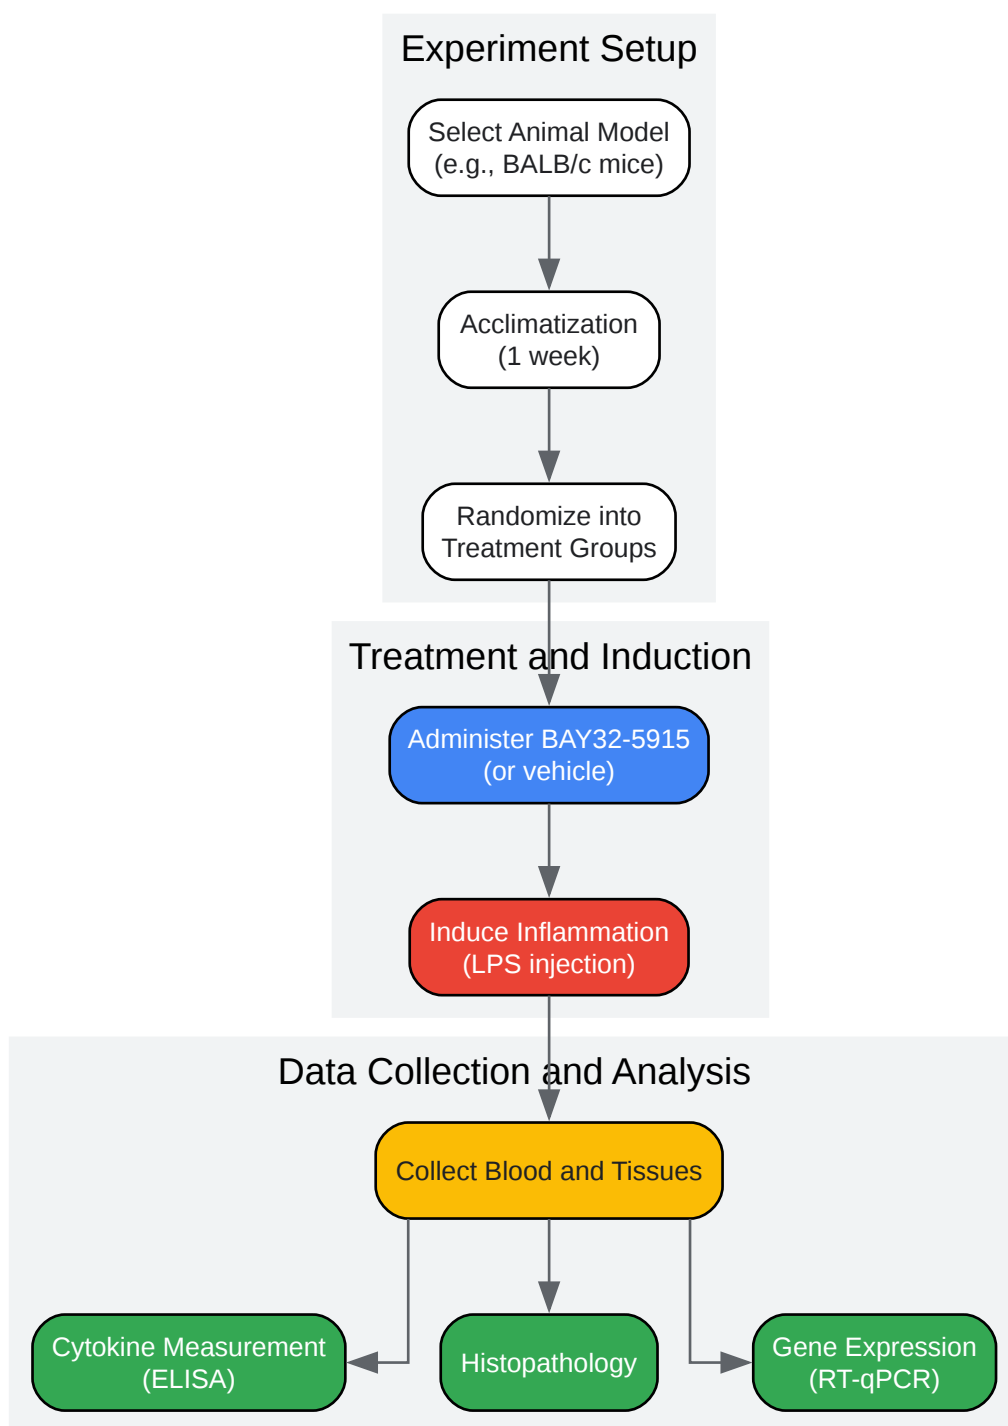 Experiment Setup
Select Animal Model
(e.g., BALB/c mice)
Acclimatization
(1 week)
Randomize into
Treatment Groups
Treatment and Induction
Administer BAY32-5915
(or vehicle)
Induce Inflammation
(LPS injection)
Data Collection and Analysis
Collect Blood and Tissues
Cytokine Measurement
(ELISA)
Histopathology
Gene Expression
(RT-qPCR)